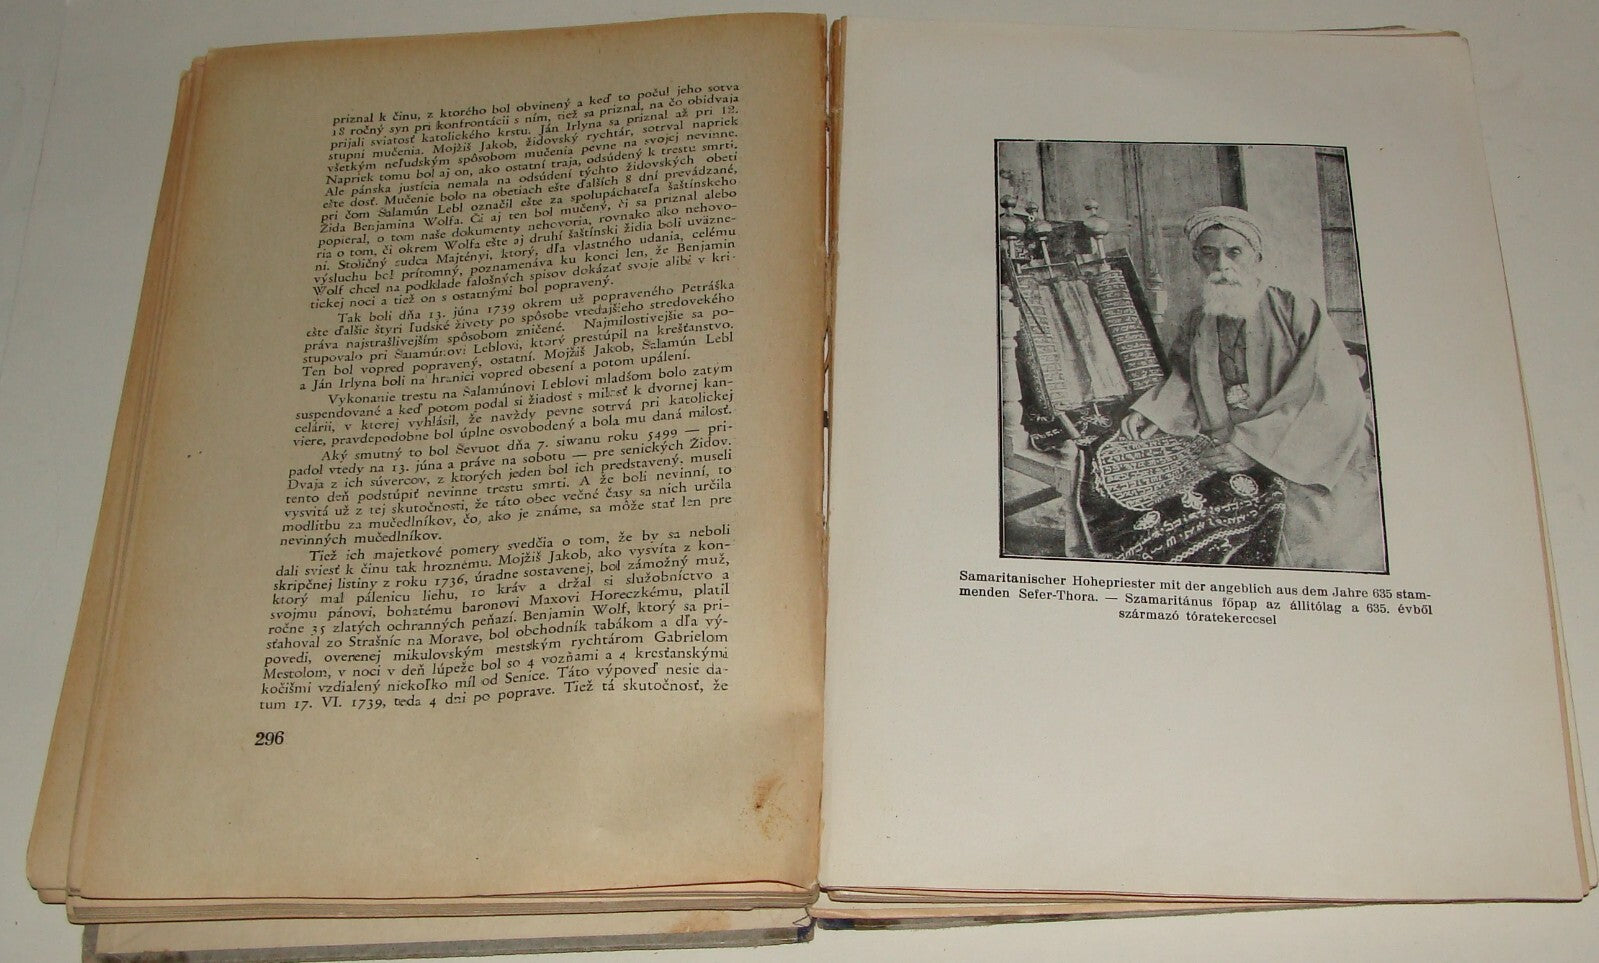 priznal k činu, z ktorého bol obvinený a keď to počul jeho sotva
18 ročný syn pri konfrontácii s ním, tiež sa priznal, na čo obidvaja
prijali sviatosť katolického krstu. Ján Irlyna sa priznal až pri 12.
stupni mučenia. Mojžiš Jakob, židovský rychtár, sotrval napriek
všetkým neľudským spôsobom mučenia pevne na svojej nevinne.
Napriek tomu bol aj on, ako ostatní traja, odsúdený k trestu smrti.
Ale pánska justícia nemala na odsúdení týchto židovských obetí
ešte dosť. Mučenie bolo na obetiach ešte ďalších 8 dní prevádzané,
pri čom Šalamún Lebl označil ešte za spolupáchateľa šaštínskeho
Žida Benjamina Wolfa. Či aj ten bol mučený, či sa priznal alebo
popieral, o tom naše dokumenty nehovoria, rovnako ako nehovo-
ria o tom, či okrem Wolfa ešte aj druhí šaštínski židia boli uväzne-
ní. Stoličný sudca Majtényi, ktorý, dľa vlastného udania, celému
výsluchu bol prítomný, poznamenáva ku konci len, že Benjamin
Wolf chcel na podklade falošných spisov dokázať svoje alibi v kri-
tickej noci a tiež on s ostatnými bol popravený.
Tak boli dňa 13. júna 1739 okrem už popraveného Petráška
ešte ďalšie štyri ľudské životy po spôsobe vtedajšieho stredovekého
práva najstrašlivejším spôsobom zničené. Najmilostivejšie sa po-
stupovalo pri Šalamúnovi Leblovi, ktorý prestúpil na kresťanstvo.
Ten bol vopred popravený, ostatní. Mojžiš Jakob, Šalamún Lebl
a Ján Irlyna boli na hranici vopred obesení a potom upálení.
Vykonanie trestu na Šalamúnovi Leblovi mladšom bolo zatým
suspendované a keď potom podal si žiadosť s milosť k dvornej kan-
celárii, v ktorej vyhlásil, že navždy pevne sotrvá pri katolickej
viere, pravdepodobne bol úplne osvobodený a bola mu daná milosť.
Aký smutný to bol Ševuot dňa 7. siwanu roku 5499 — pri-
padol vtedy na 13. júna a práve na sobotu — pre senických Židov.
Dvaja z ich súvercov, z ktorých jeden bol ich predstavený, museli
tento deň podstúpiť nevinne trestu smrti. A že boli nevinní, to
vysvitá už z tej skutočnosti, že táto obec večné časy sa nich určila
modlitbu za mučedlníkov, čo, ako je známe, sa môže stať len pre
nevinných mučedlníkov.
Tiež ich majetkové pomery svedčia o tom, že by sa neboli
dali sviesť k činu tak hroznému. Mojžiš Jakob, ako vysvita z kon-
skripčnej listiny z roku 1736, úradne sostavenej, bol zámožný muž,
ktorý mal pálenicu liehu, 10 kráv a držal si služobníctvo a
svojmu pánovi, bohatému baronovi Maxovi Horeczkému, platil
ročne 35 zlatých ochranných peňazí. Benjamin Wolf, ktorý sa pri-
sťahoval zo Strašníc na Morave, bol obchodník tabákom a dľa vý-
povedi, overenej mikulovským mestským rychtárom Gabrielom
Mestolom, v noci v deň lúpeže bol so 4 vozňami a 4 kresťanskými
kočišmi vzdialený niekoľko míl od Senice. Táto výpoveď nesie da-
tum 17. VI. 1739, teda 4 dni po poprave. Tiež tá skutočnosť, že
296
Samaritanischer Hohepriester mit der angeblich aus dem Jahre 635 stam-
menden Sefer-Thora. — Szamaritánus főpap az állitólag a 635. évből
származó tóratekerccsel